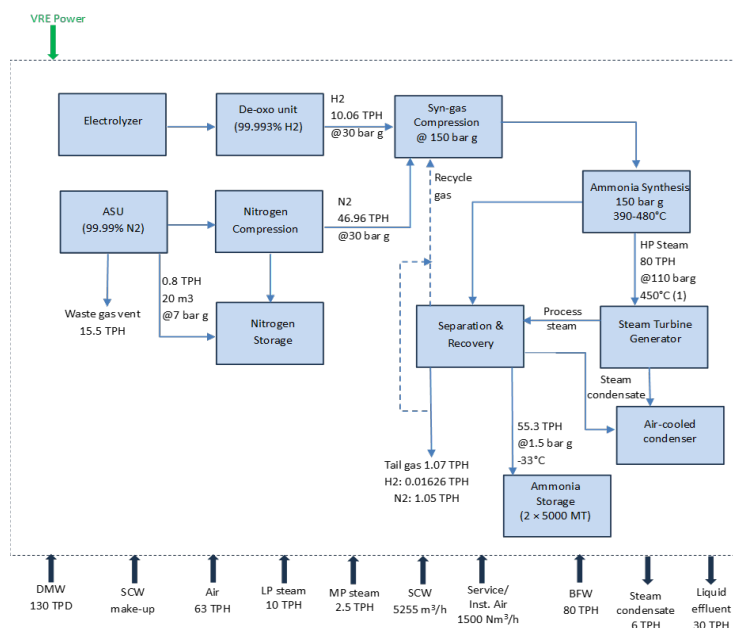 VRE Power
Electrolyzer
De-oxo unit
(99.993% H2)
H2
10.06 TPH
@30 bar g
Syn-gas
Compression
@ 150 bar g
Recycle
gas
ASU
(99.99% N2)
Nitrogen
Compression
N2
46.96 TPH
@30 bar g
Ammonia Synthesis
150 bar g
390-480°C
HP Steam
80 TPH
@110 barg
450°C (1)
0.8 TPH
20 m3
@7 bar g
Waste gas vent
15.5 TPH
Nitrogen
Storage
Separation &
Recovery
Process
steam
Steam Turbine
Generator
Steam
condensate
Air-cooled
condenser
55.3 TPH
@1.5 bar g
-33°C
Tail gas 1.07 TPH
H2: 0.01626 TPH
N2: 1.05 TPH
Ammonia
Storage
(2 × 5000 MT)
DMW
130 TPD
SCW
make-up
Air
63 TPH
LP steam
10 TPH
MP steam
2.5 TPH
SCW
5255 m³/h
Service/
Inst. Air
1500 Nm³/h
BFW
80 TPH
Steam
condensate
6 TPH
Liquid
effluent
30 TPH